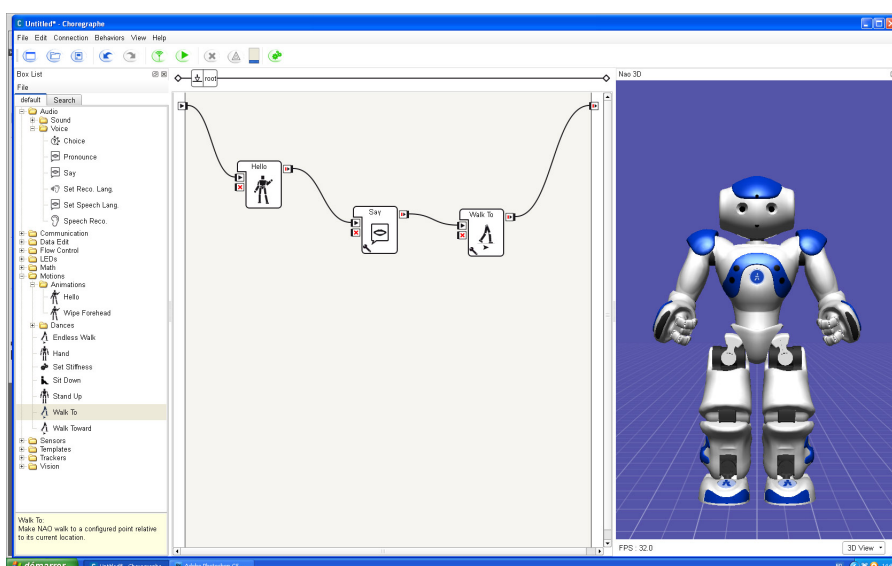 Untitled* - Choregraphe
File Edit Connection Behaviors View Help
Box List
root
Nao 3D
File
default Search
Audio
Sound
Voice
Choice
Pronounce
Say
Set Reco. Lang.
Set Speech Lang.
Speech Reco.
Communication
Data Edit
Flow Control
LEDs
Math
Motions
Animations
Hello
Wipe Forehead
Dances
Endless Walk
Hand
Set Stiffness
Sit Down
Stand Up
Walk To
Walk Toward
Sensors
Templates
Trackers
Vision
Hello
Say
Walk To
Walk To:
Make NAO walk to a configured point relative
to its current location.
FPS : 32.0
3D View
démarrer
Untitled* - Choregraphe